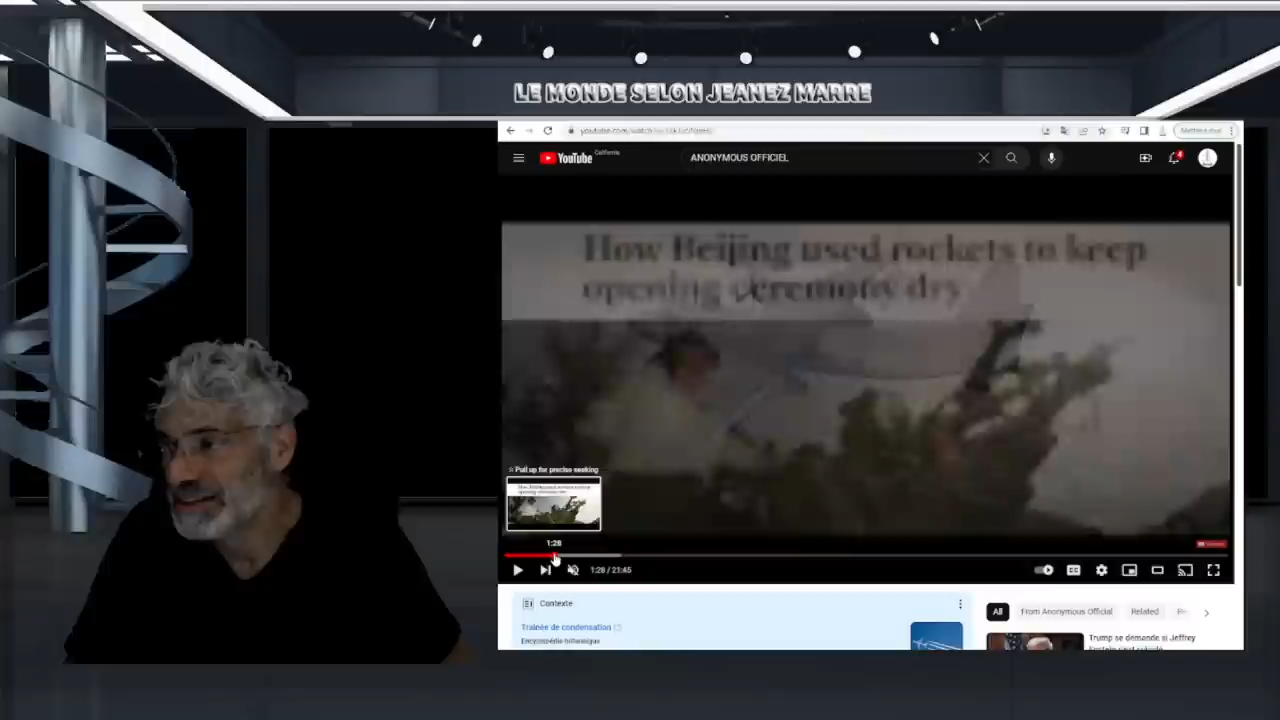 LE MONDE SELON JEANEZ MARRE
YouTube
California
ANONYMOUS OFFICIEL
4
How Beijing used rockets to keep
opening ceremony dry
Pull up for precise seeking
1:28
1:28 / 21:45
Contexte
Traînée de condensation
Encyclopédie britannique
All
From Anonymous Official
Related
Trump se demande si Jeffrey